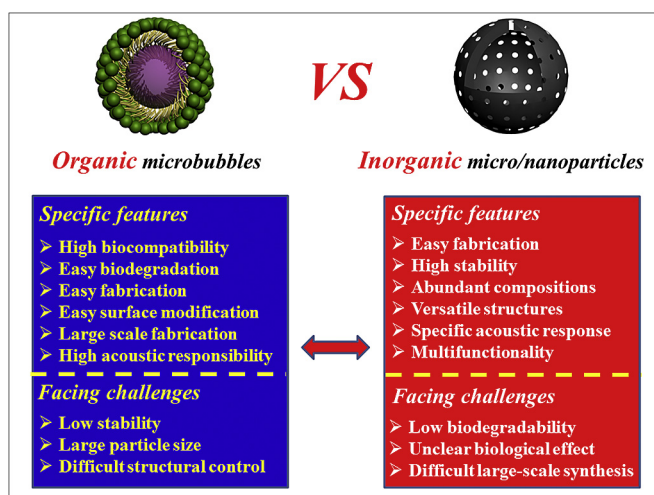 VS
Organic microbubbles
Inorganic micro/nanoparticles
Specific features
➤ High biocompatibility
➤ Easy biodegradation
➤ Easy fabrication
➤ Easy surface modification
➤ Large scale fabrication
➤ High acoustic responsibility
Facing challenges
➤ Low stability
➤ Large particle size
➤ Difficult structural control
Specific features
➤ Easy fabrication
➤ High stability
➤ Abundant compositions
➤ Versatile structures
➤ Specific acoustic response
➤ Multifunctionality
Facing challenges
➤ Low biodegradability
➤ Unclear biological effect
➤ Difficult large-scale synthesis